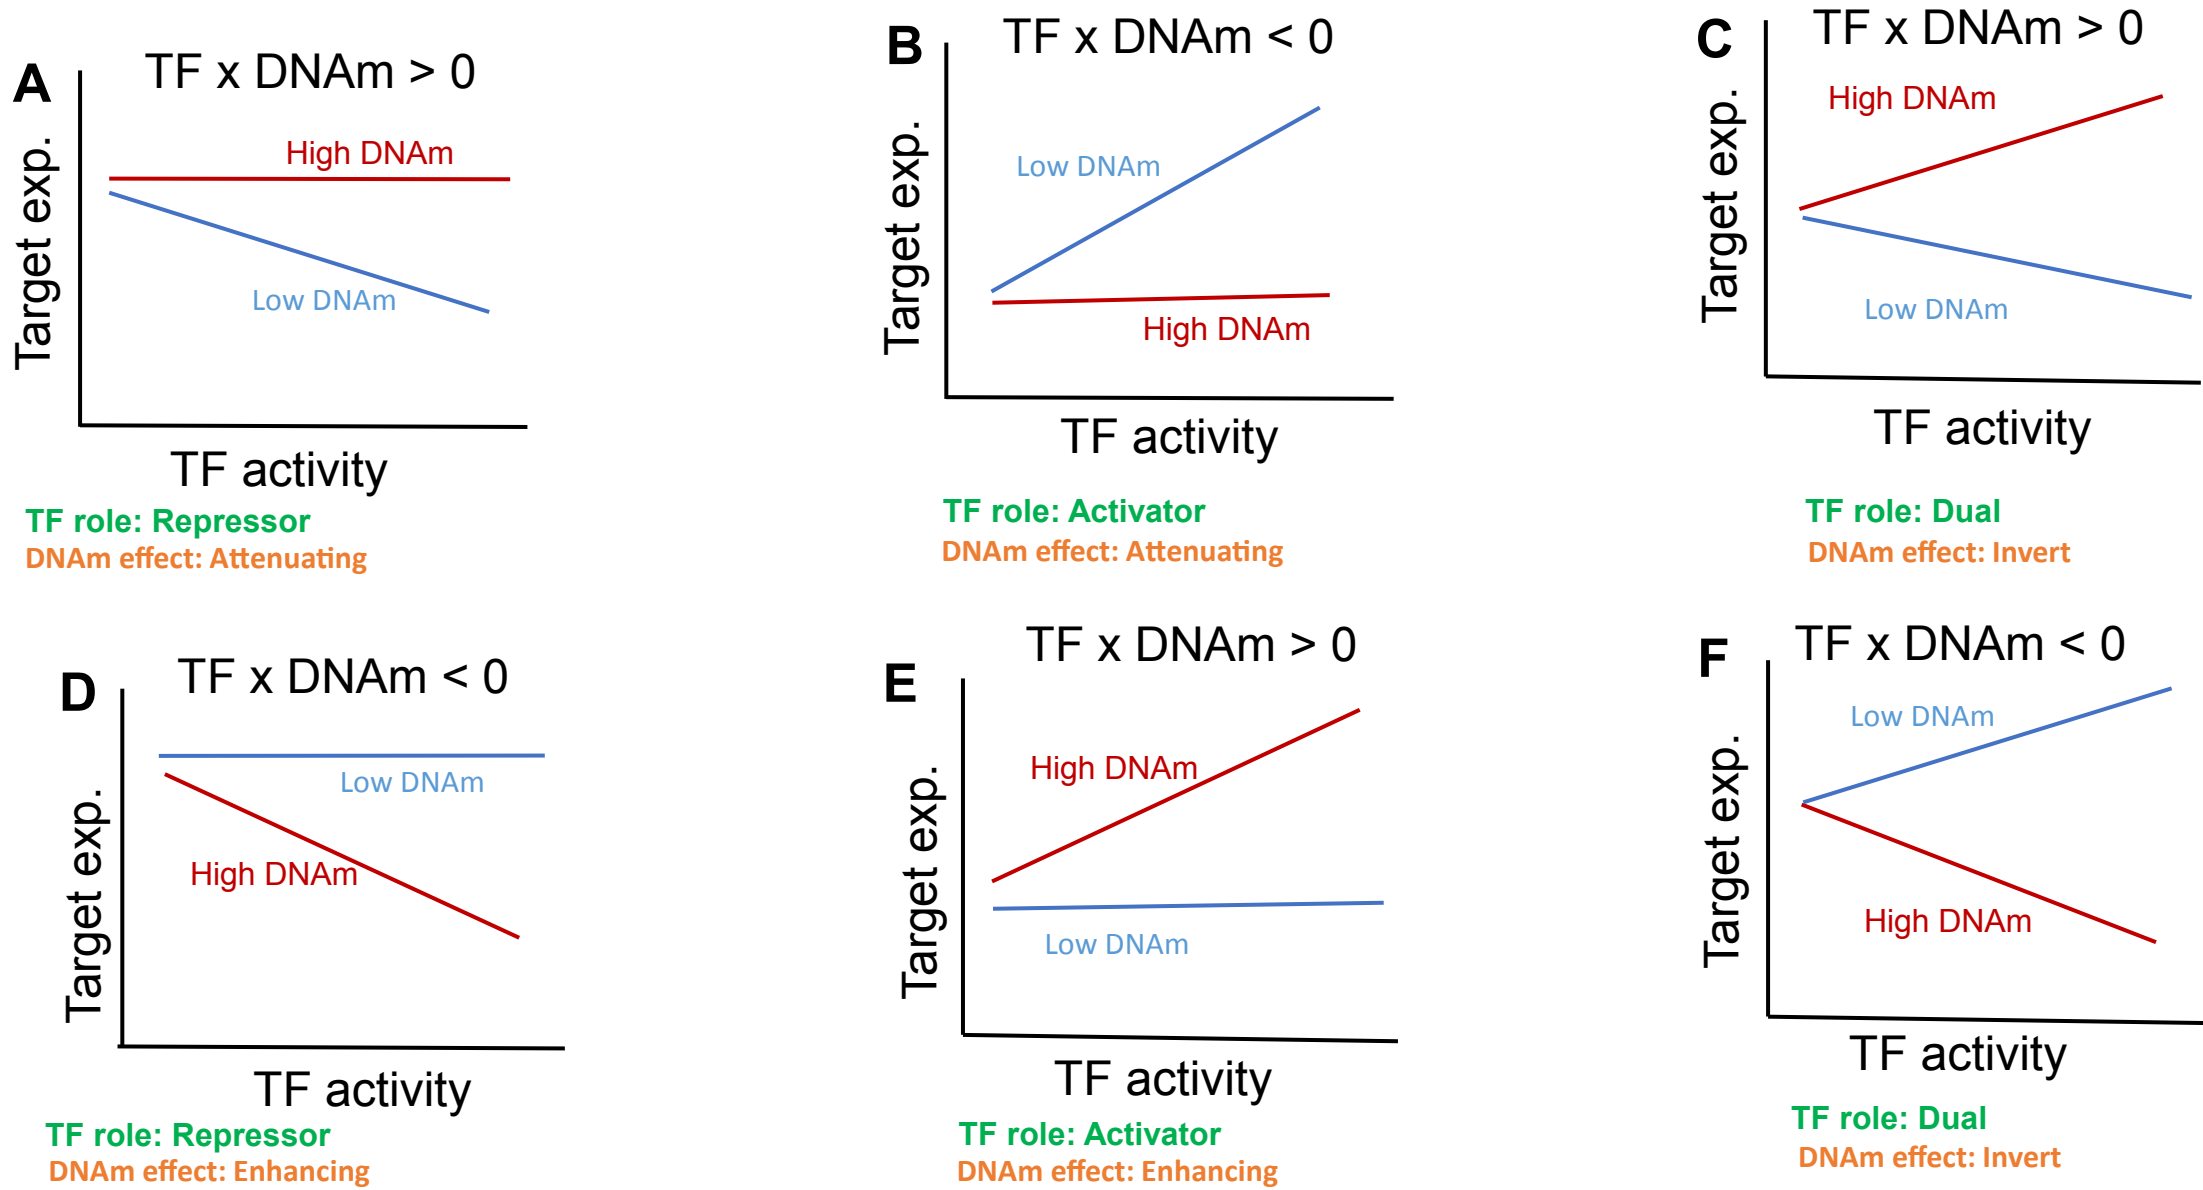 A
TF x DNAm > 0
High DNAm
Low DNAm
Target exp.
TF activity
TF role: Repressor
DNAm effect: Attenuating
B
TF x DNAm < 0
Low DNAm
High DNAm
Target exp.
TF activity
TF role: Activator
DNAm effect: Attenuating
C
TF x DNAm > 0
High DNAm
Low DNAm
Target exp.
TF activity
TF role: Dual
DNAm effect: Invert
D
TF x DNAm < 0
Low DNAm
High DNAm
Target exp.
TF activity
TF role: Repressor
DNAm effect: Enhancing
E
TF x DNAm > 0
High DNAm
Low DNAm
Target exp.
TF activity
TF role: Activator
DNAm effect: Enhancing
F
TF x DNAm < 0
Low DNAm
High DNAm
Target exp.
TF activity
TF role: Dual
DNAm effect: Invert